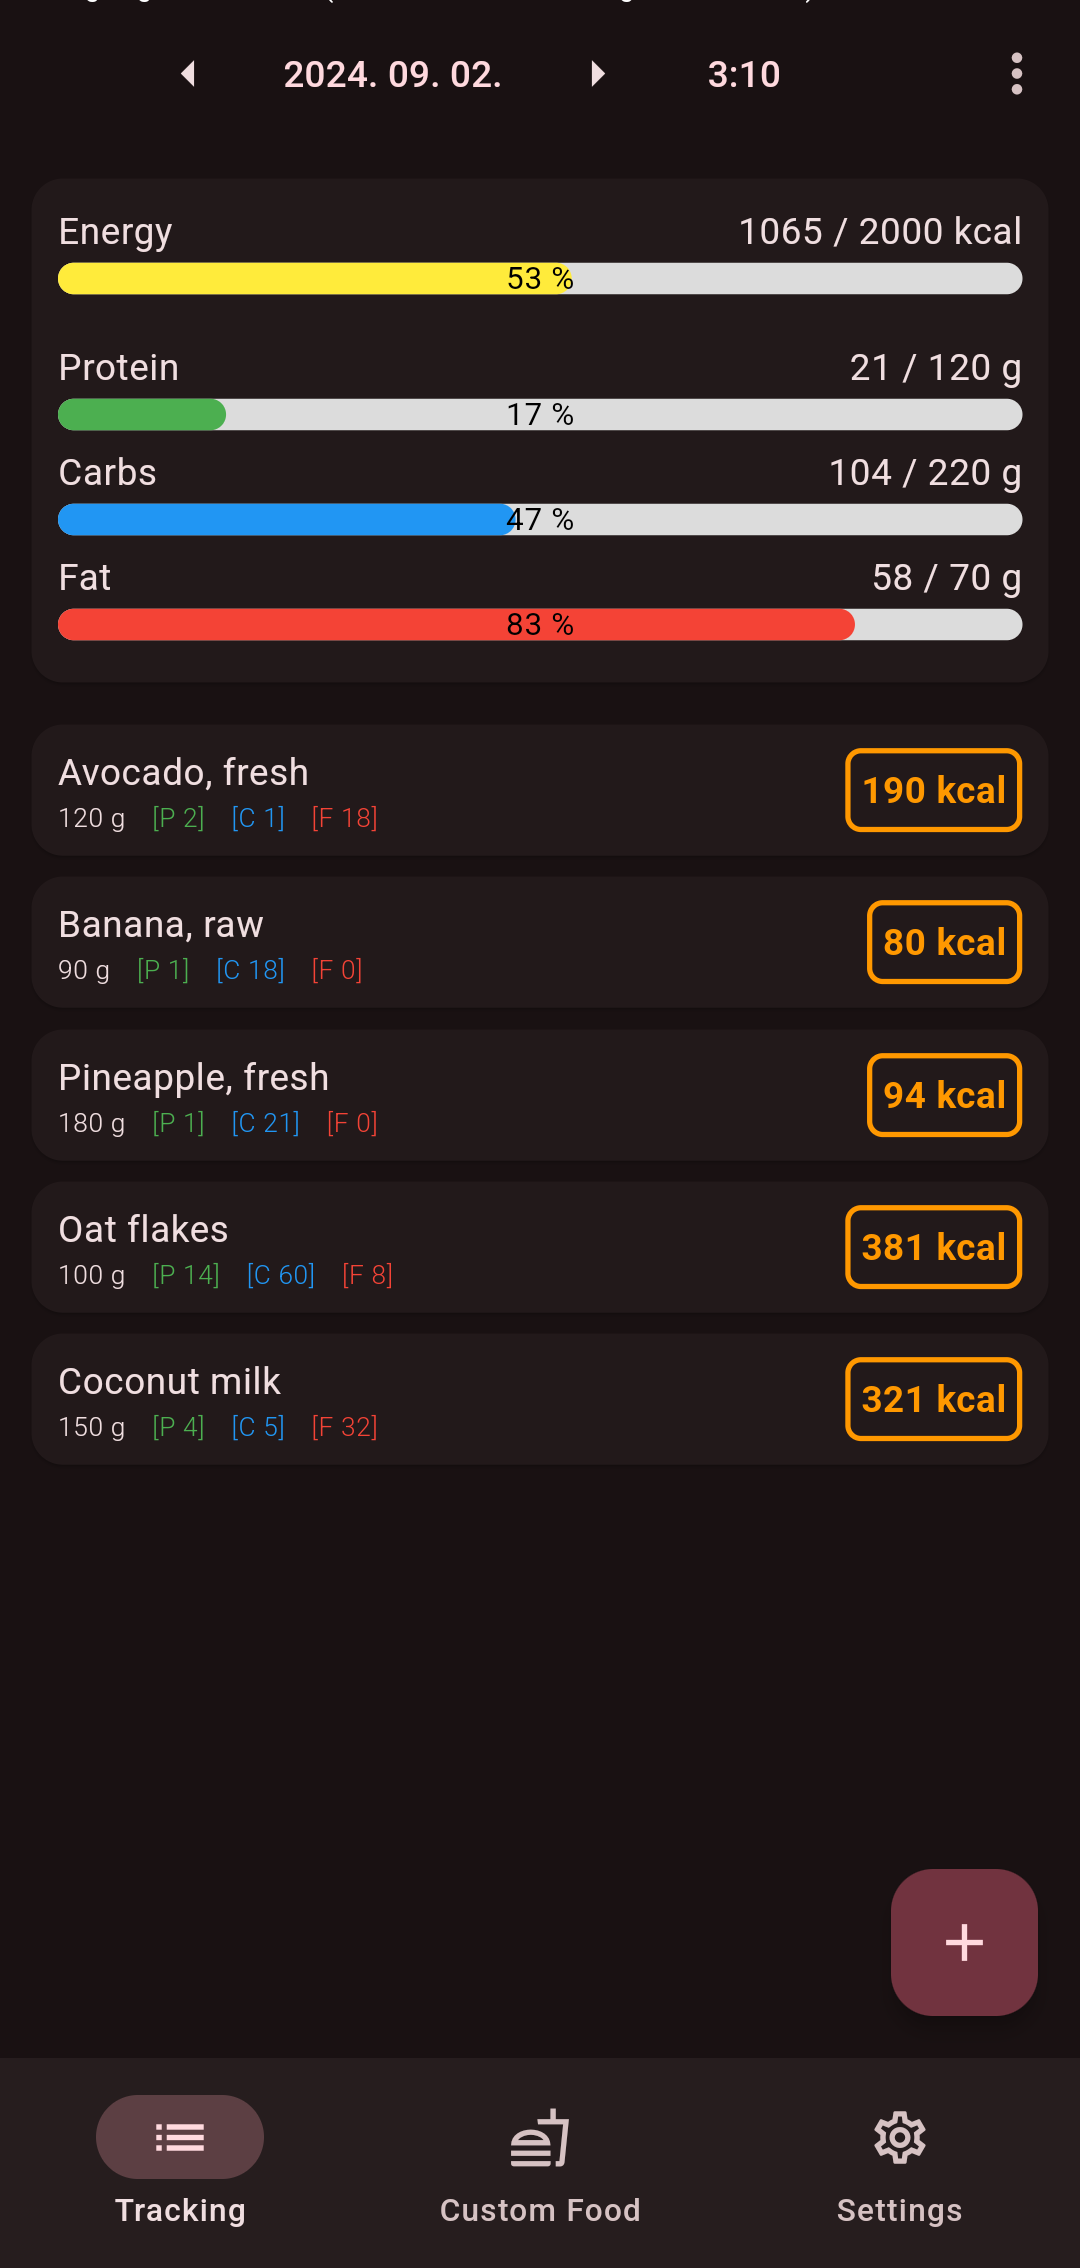 2024. 09. 02. 3:10
Energy 1065 / 2000 kcal
53 %
Protein 21 / 120 g
17 %
Carbs 104 / 220 g
47 %
Fat 58 / 70 g
83 %
Avocado, fresh
120 g [P 2] [C 1] [F 18]
190 kcal
Banana, raw
90 g [P 1] [C 18] [F 0]
80 kcal
Pineapple, fresh
180 g [P 1] [C 21] [F 0]
94 kcal
Oat flakes
100 g [P 14] [C 60] [F 8]
381 kcal
Coconut milk
150 g [P 4] [C 5] [F 32]
321 kcal
Tracking Custom Food Settings